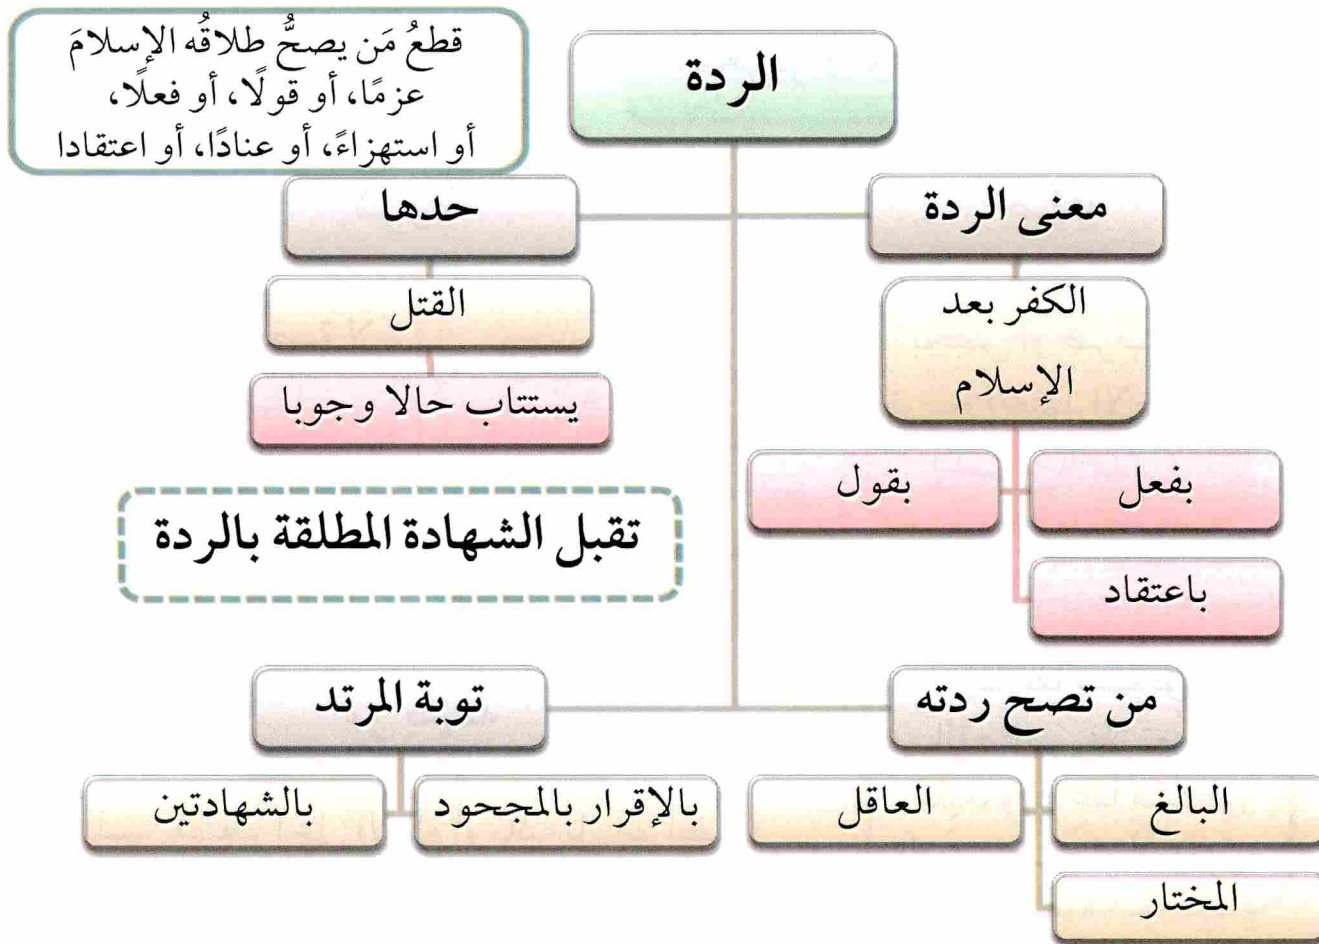 الردة
قطعُ مَن يصحُّ طلاقُه الإسلامَ
عزمًا، أو قولًا، أو فعلًا،
أو استهزاءً، أو عنادًا، أو اعتقادا
معنى الردة
الكفر بعد
الإسلام
بفعل
بقول
باعتقاد
حدها
القتل
يستتاب حالا وجوبا
تقبل الشهادة المطلقة بالردة
من تصح ردته
البالغ
العاقل
المختار
توبة المرتد
بالإقرار بالمجحود
بالشهادتين